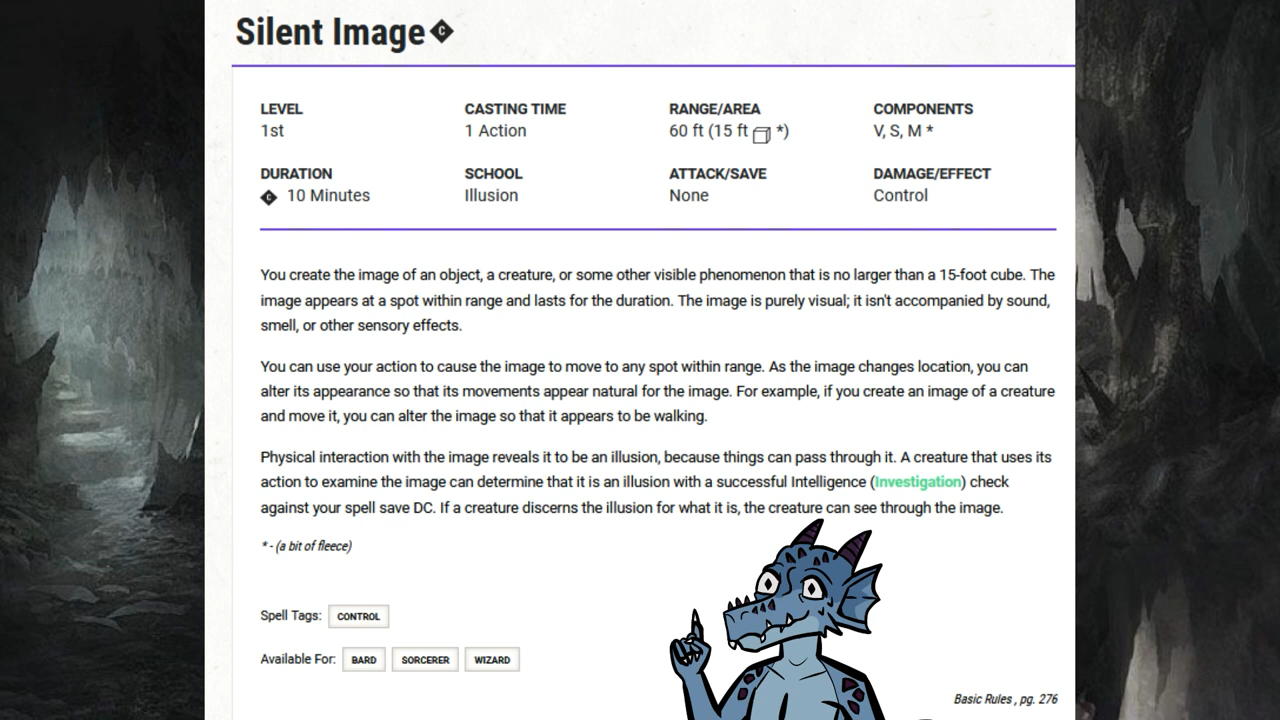 Silent Image C
LEVEL CASTING TIME RANGE/AREA COMPONENTS
1st 1 Action 60 ft (15 ft *) V, S, M *
DURATION SCHOOL ATTACK/SAVE DAMAGE/EFFECT
C 10 Minutes Illusion None Control
You create the image of an object, a creature, or some other visible phenomenon that is no larger than a 15-foot cube. The
image appears at a spot within range and lasts for the duration. The image is purely visual; it isn't accompanied by sound,
smell, or other sensory effects.
You can use your action to cause the image to move to any spot within range. As the image changes location, you can
alter its appearance so that its movements appear natural for the image. For example, if you create an image of a creature
and move it, you can alter the image so that it appears to be walking.
Physical interaction with the image reveals it to be an illusion, because things can pass through it. A creature that uses its
action to examine the image can determine that it is an illusion with a successful Intelligence (Investigation) check
against your spell save DC. If a creature discerns the illusion for what it is, the creature can see through the image.
* - (a bit of fleece)
Spell Tags: CONTROL
Available For: BARD SORCERER WIZARD
Basic Rules , pg. 276